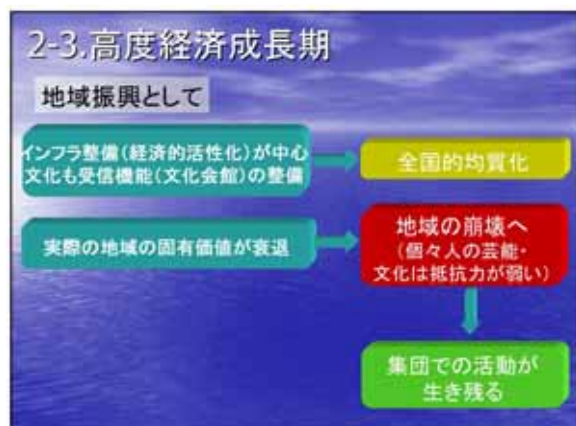 2-3.高度経済成長期
地域振興として
インフラ整備(経済的活性化)が中心
文化も受信機能(文化会館)の整備
全国的均質化
実際の地域の固有価値が衰退
地域の崩壊へ
(個々人の芸能・
文化は抵抗力が弱い)
集団での活動が
生き残る